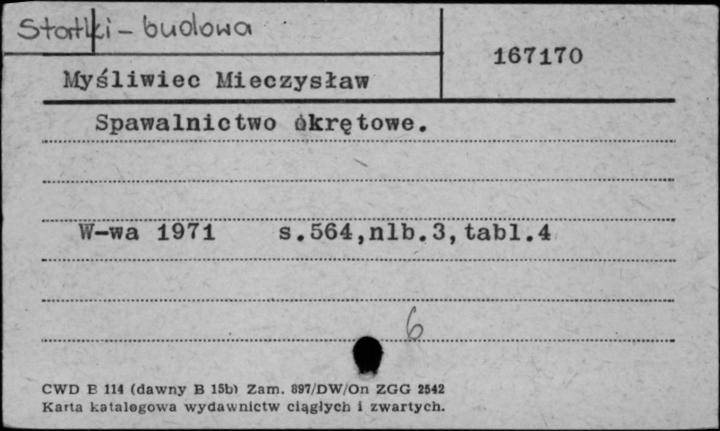 Statki - budowa
167170
Myśliwiec Mieczysław
Spawalnictwo okrętowe.
W-wa 1971 s.564,nlb.3,tabl.4
6
CWD B 114 (dawny B 15b) Zam. 897/DW/On ZGG 2542
Karta katalogowa wydawnictw ciągłych i zwartych.